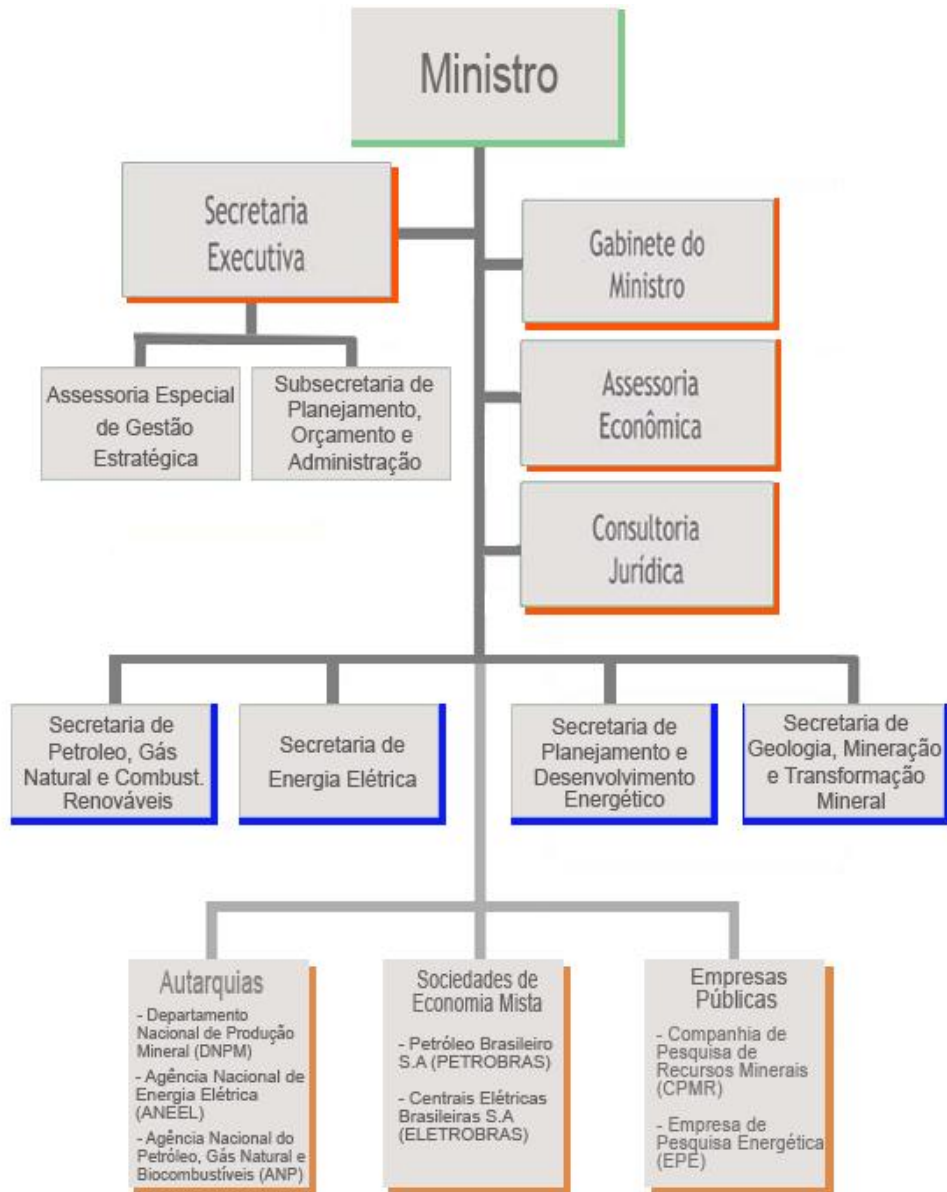 Ministro
Secretaria
Executiva
Gabinete do
Ministro
Assessoria Especial
de Gestão
Estratégica
Subsecretaria de
Planejamento,
Orçamento e
Administração
Assessoria
Econômica
Consultoria
Jurídica
Secretaria de
Petroleo, Gás
Natural e Combust.
Renováveis
Secretaria de
Energia Elétrica
Secretaria de
Planejamento e
Desenvolvimento
Energético
Secretaria de
Geologia, Mineração
e Transformação
Mineral
Autarquias
- Departamento
Nacional de Produção
Mineral (DNPM)
- Agência Nacional de
Energia Elétrica
(ANEEL)
- Agência Nacional do
Petróleo, Gás Natural e
Biocombustíveis (ANP)
Sociedades de
Economia Mista
- Petróleo Brasileiro
S.A (PETROBRAS)
- Centrais Elétricas
Brasileiras S.A
(ELETROBRAS)
Empresas
Públicas
- Companhia de
Pesquisa de
Recursos Minerais
(CPMR)
- Empresa de
Pesquisa Energética
(EPE)